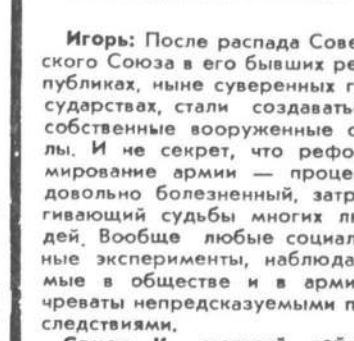 Игорь: После распада Сове
ского Союза в его бывших ре
публиках, ныне суверенных г
сударствах, стали создавать
собственные вооруженные с
лы. И не секрет, что рефо
мирование армии — проце
довольно болезненный, затр
гивающий судьбы многих лю
дей. Вообще любые социал
ные эксперименты, наблюда
мые в обществе и в арми
чреваты непредсказуемыми п
следствиями.